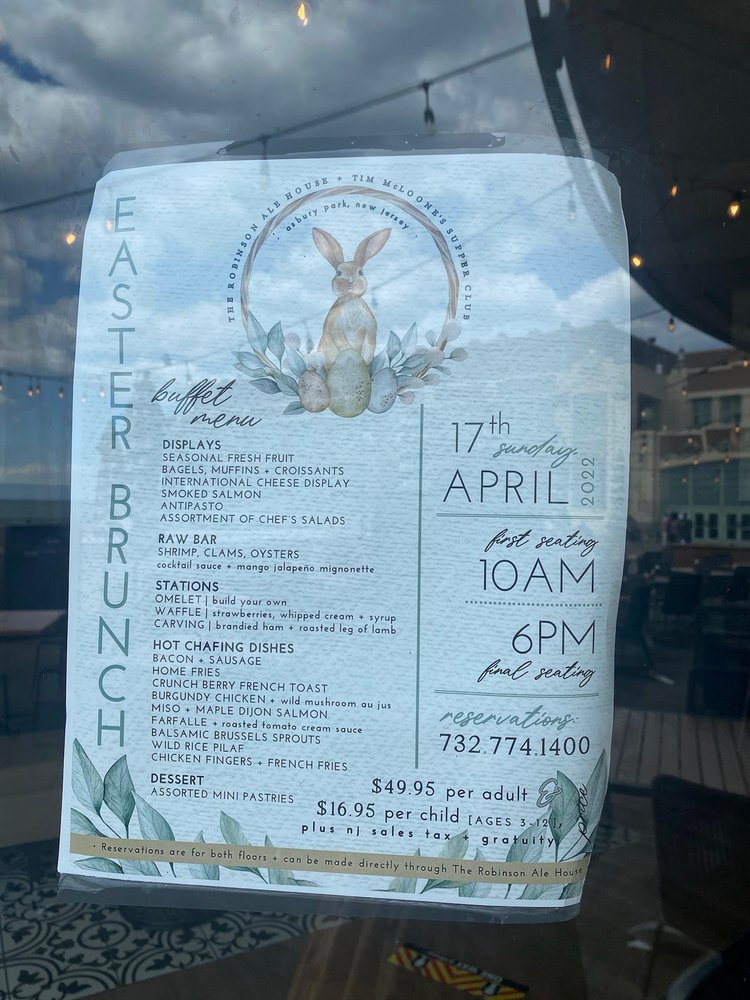 THE ROBINSON ALE HOUSE + TIM McLOONE'S SUPPER CLUB
· asbury park, new jersey ·
EASTER BRUNCH
buffet
menu
DISPLAYS
SEASONAL FRESH FRUIT
BAGELS, MUFFINS + CROISSANTS
INTERNATIONAL CHEESE DISPLAY
SMOKED SALMON
ANTIPASTO
ASSORTMENT OF CHEF'S SALADS
RAW BAR
SHRIMP, CLAMS, OYSTERS
cocktail sauce + mango jalapeño mignonette
STATIONS
OMELET | build your own
WAFFLE | strawberries, whipped cream + syrup
CARVING | brandied ham + roasted leg of lamb
HOT CHAFING DISHES
BACON + SAUSAGE
HOME FRIES
CRUNCH BERRY FRENCH TOAST
BURGUNDY CHICKEN + wild mushroom au jus
MISO + MAPLE DIJON SALMON
FARFALLE + roasted tomato cream sauce
BALSAMIC BRUSSELS SPROUTS
WILD RICE PILAF
CHICKEN FINGERS + FRENCH FRIES
DESSERT
ASSORTED MINI PASTRIES
17th
sunday
APRIL
2022
first seating
10AM
6PM
final seating
reservations:
732.774.1400
$49.95 per adult &
$16.95 per child [AGES 3-12]
plus nj sales tax + gratuity
price
· Reservations are for both floors + can be made directly through The Robinson Ale House